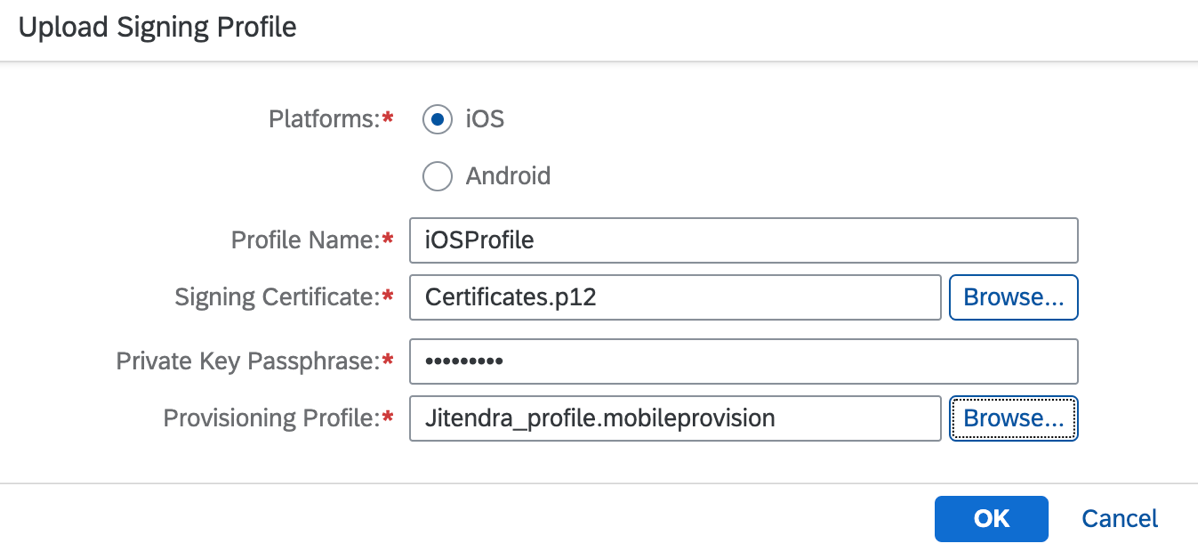 Upload Signing Profile
Platforms:* iOS
Android
Profile Name:* iOSProfile
Signing Certificate:* Certificates.p12 Browse...
Private Key Passphrase:* •••••••••
Provisioning Profile:* Jitendra_profile.mobileprovision Browse...
OK Cancel